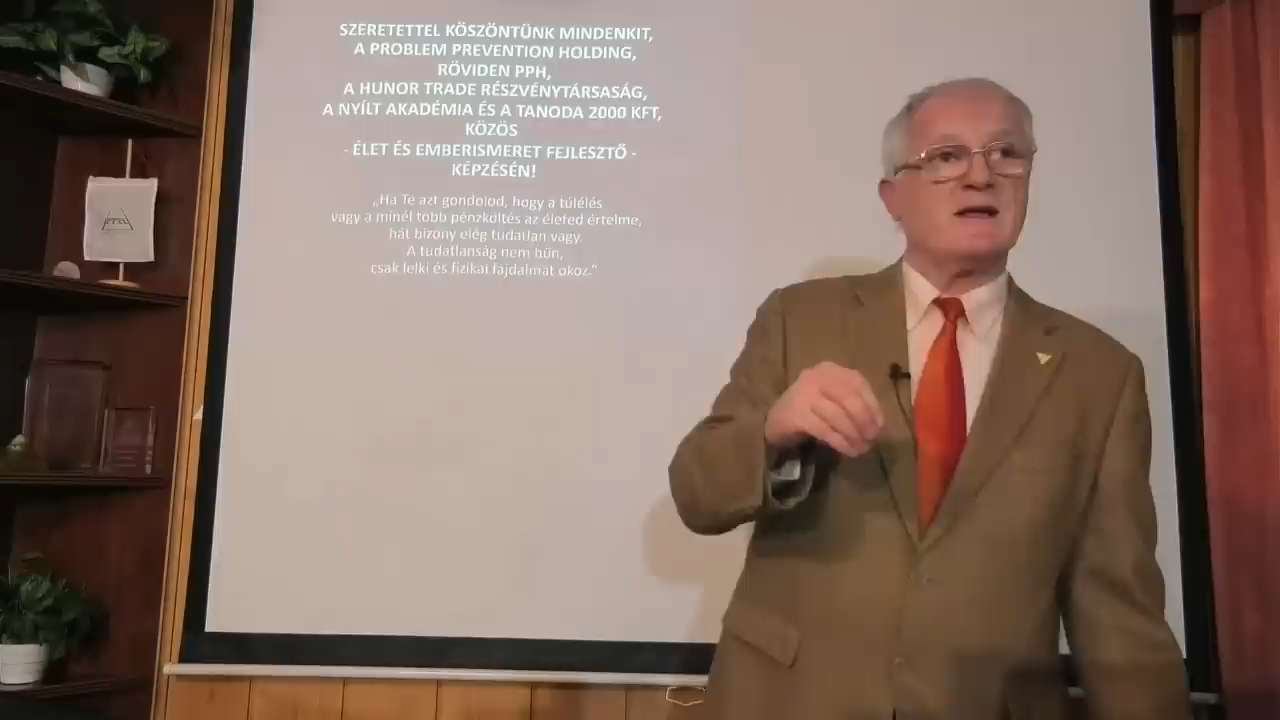 SZERETETTEL KÖSZÖNTÜNK MINDENKIT,
A PROBLEM PREVENTION HOLDING,
RÖVIDEN PPH,
A HUNOR TRADE RÉSZVÉNYTÁRSASÁG,
A NYÍLT AKADÉMIA ÉS A TANODA 2000 KFT,
KÖZÖS
- ÉLET ÉS EMBERISMERET FEJLESZTŐ -
KÉPZÉSÉN!
„Ha Te azt gondolod, hogy a túlélés
vagy a minél több pénzköltés az életed értelme,
hát bizony elég tudatlan vagy.
A tudatlanság nem bűn,
csak lelki és fizikai fájdalmat okoz."